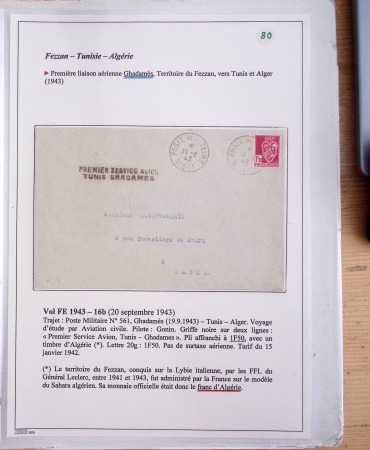 80
Fezzan – Tunisie – Algérie
► Première liaison aérienne Ghadamès, Territoire du Fezzan, vers Tunis et Alger
(1943)
PREMIER SERVICE AVION
TUNIS GHADAMES
Monsieur
ALGER
Vol FE 1943 – 16b (20 septembre 1943)
Trajet : Poste Militaire N° 561, Ghadamès (19.9.1943) – Tunis – Alger. Voyage
d'étude par Aviation civile. Pilote : Gonin. Griffe noire sur deux lignes :
« Premier Service Avion, Tunis - Ghadames ». Pli affranchi à 1F50, avec un
timbre d'Algérie (*). Lettre 20g : 1F50. Pas de surtaxe aérienne. Tarif du 15
janvier 1942.
(*) Le territoire du Fezzan, conquis sur la Lybie italienne, par les FFL du
Général Leclerc, entre 1941 et 1943, fut administré par la France sur le modèle
du Sahara algérien. Sa monnaie officielle était donc le franc d'Algérie.